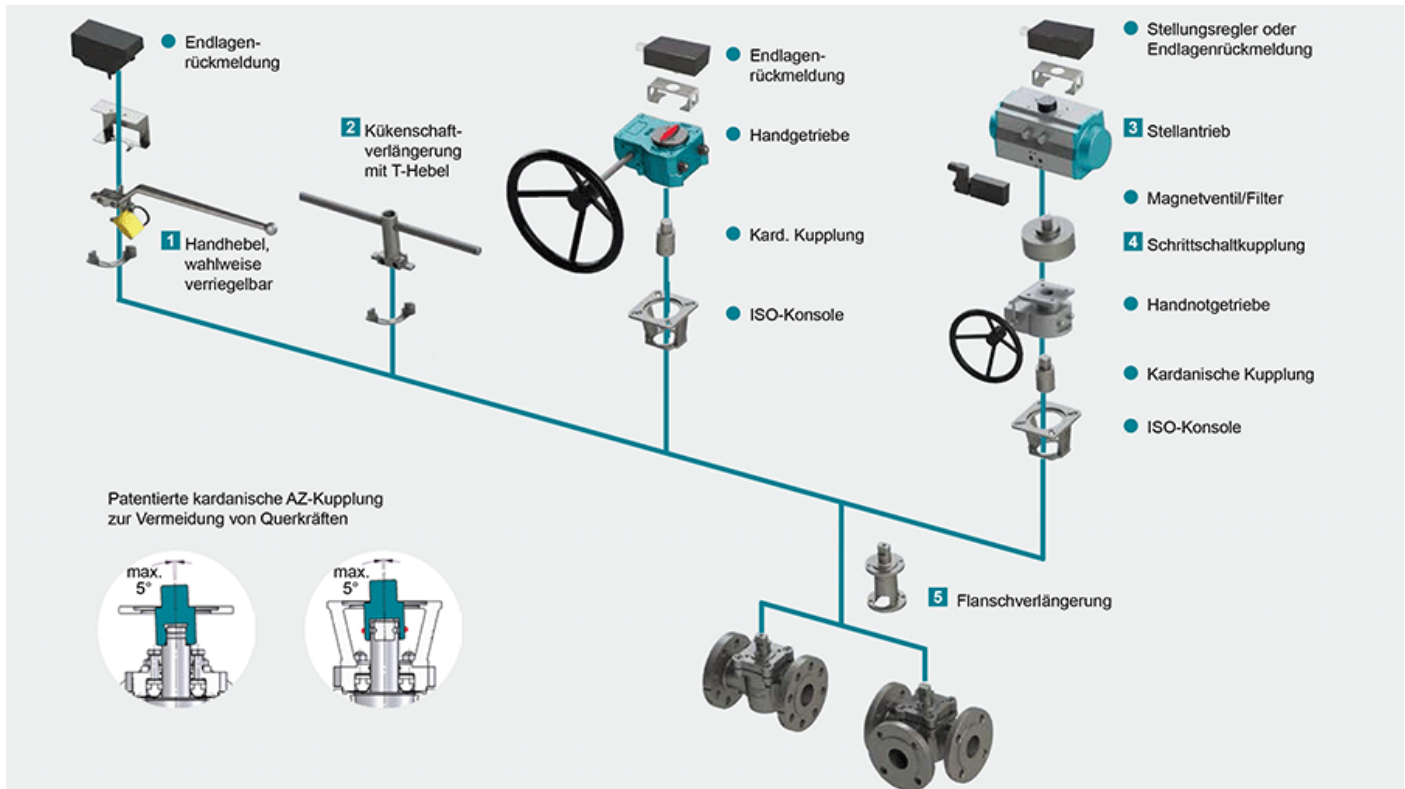 Endlagen-
rückmeldung
2 Kükenschaft-
verlängerung
mit T-Hebel
1 Handhebel,
wahlweise
verriegelbar
Endlagen-
rückmeldung
Handgetriebe
Kard. Kupplung
ISO-Konsole
Stellungsregler oder
Endlagenrückmeldung
3 Stellantrieb
Magnetventil/Filter
4 Schrittschaltkupplung
Handnotgetriebe
Kardanische Kupplung
ISO-Konsole
Patentierte kardanische AZ-Kupplung
zur Vermeidung von Querkräften
max.
5°
max.
5°
5 Flanschverlängerung